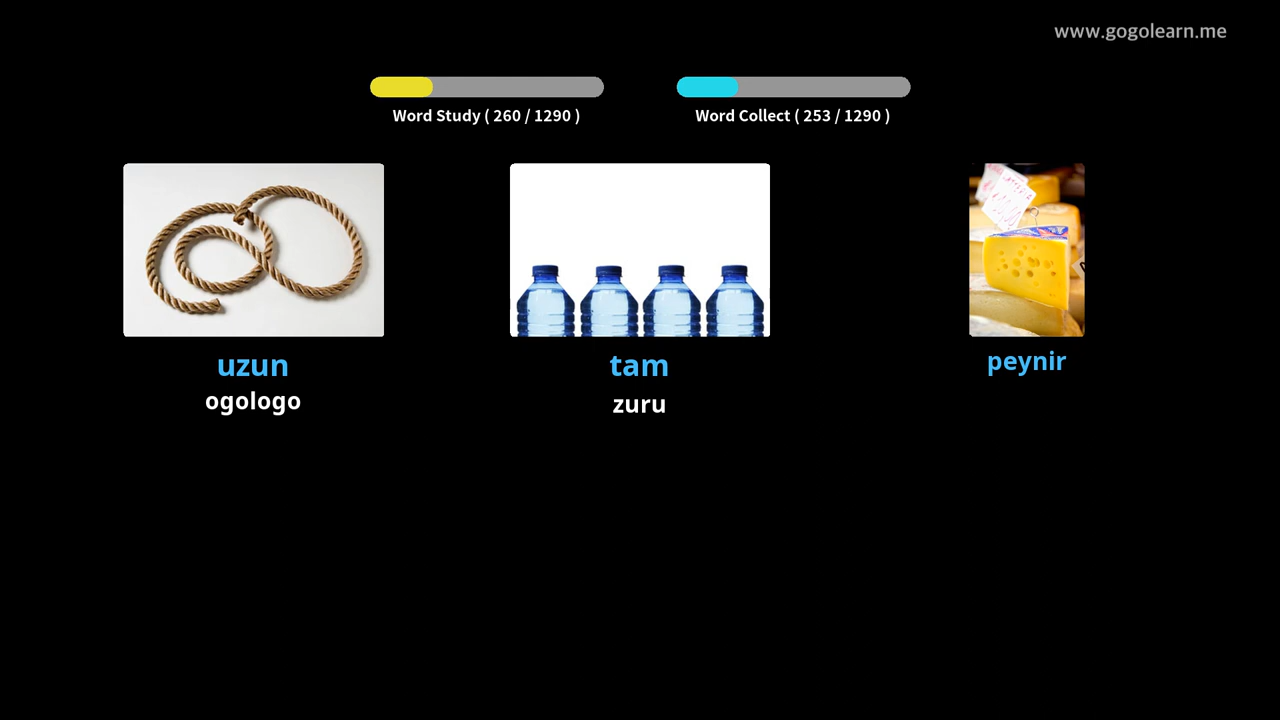 www.gogolearn.me
Word Study ( 260 / 1290 )
Word Collect ( 253 / 1290 )
uzun
ogologo
tam
zuru
peynir